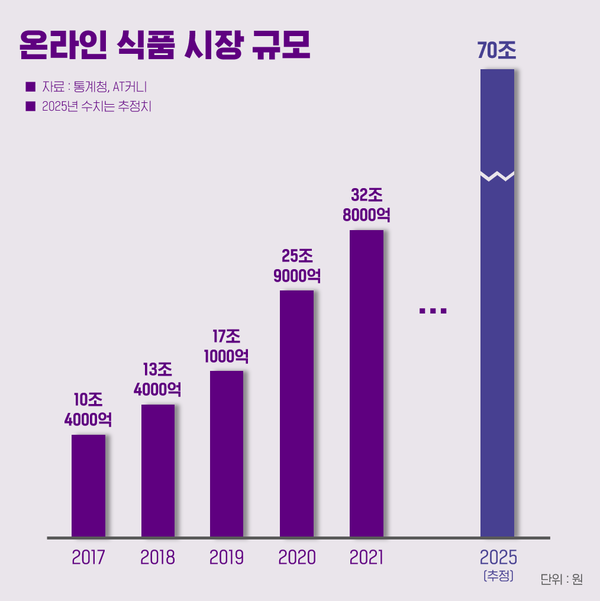 온라인 식품 시장 규모
■ 자료 : 통계청, AT커니
■ 2025년 수치는 추정치
70조
32조
8000억
25조
9000억
17조
1000억
13조
4000억
10조
4000억
...
2017 2018 2019 2020 2021 2025
(추정)
단위 : 원